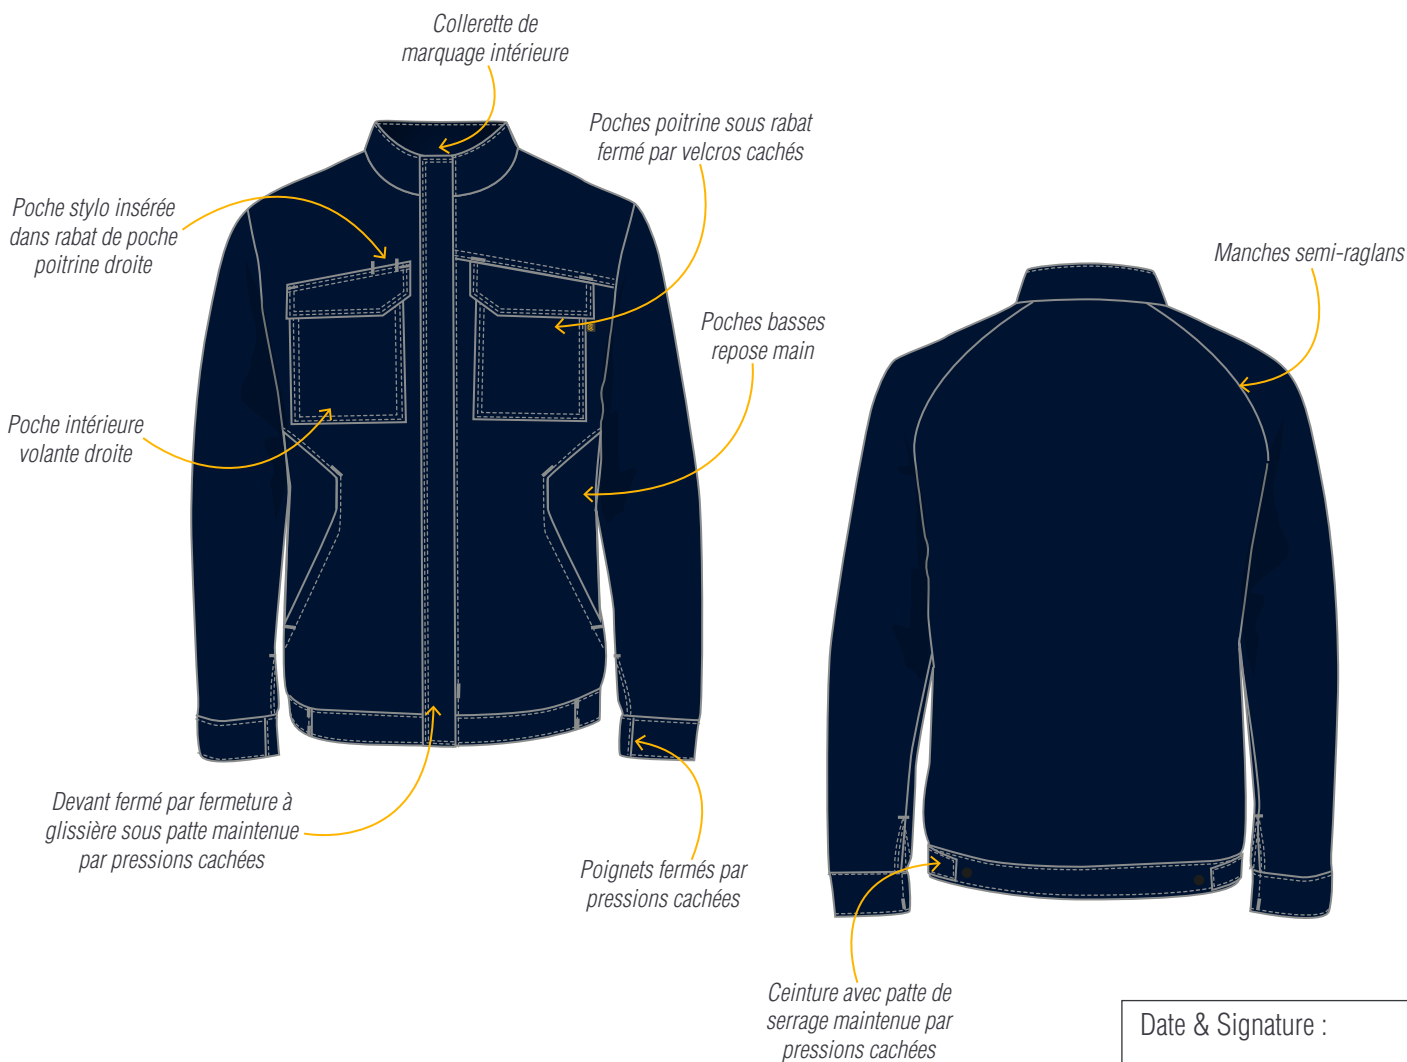 Collerette de
marquage intérieure
Poches poitrine sous rabat
fermé par velcros cachés
Poche stylo insérée
dans rabat de poche
poitrine droite
Manches semi-raglans
Poches basses
repose main
Poche intérieure
volante droite
Devant fermé par fermeture à
glissière sous patte maintenue
par pressions cachées
Poignets fermés par
pressions cachées
Ceinture avec patte de
serrage maintenue par
pressions cachées
Date & Signature :